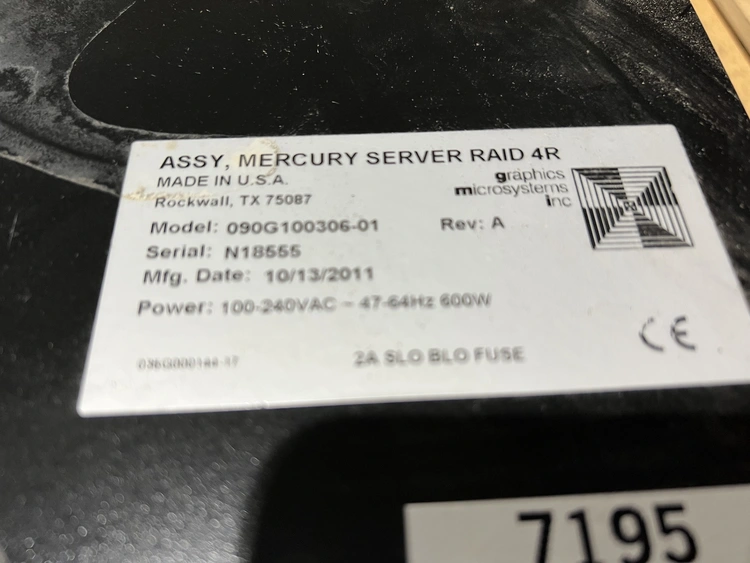 ASSY, MERCURY SERVER RAID 4R
MADE IN U.S.A.
Rockwall, TX 75087
graphics
microsystems
inc
Model: 090G100306-01 Rev: A
Serial: N18555
Mfg. Date: 10/13/2011
Power: 100-240VAC ~ 47-64Hz 600W
CE
2A SLO BLO FUSE
7195